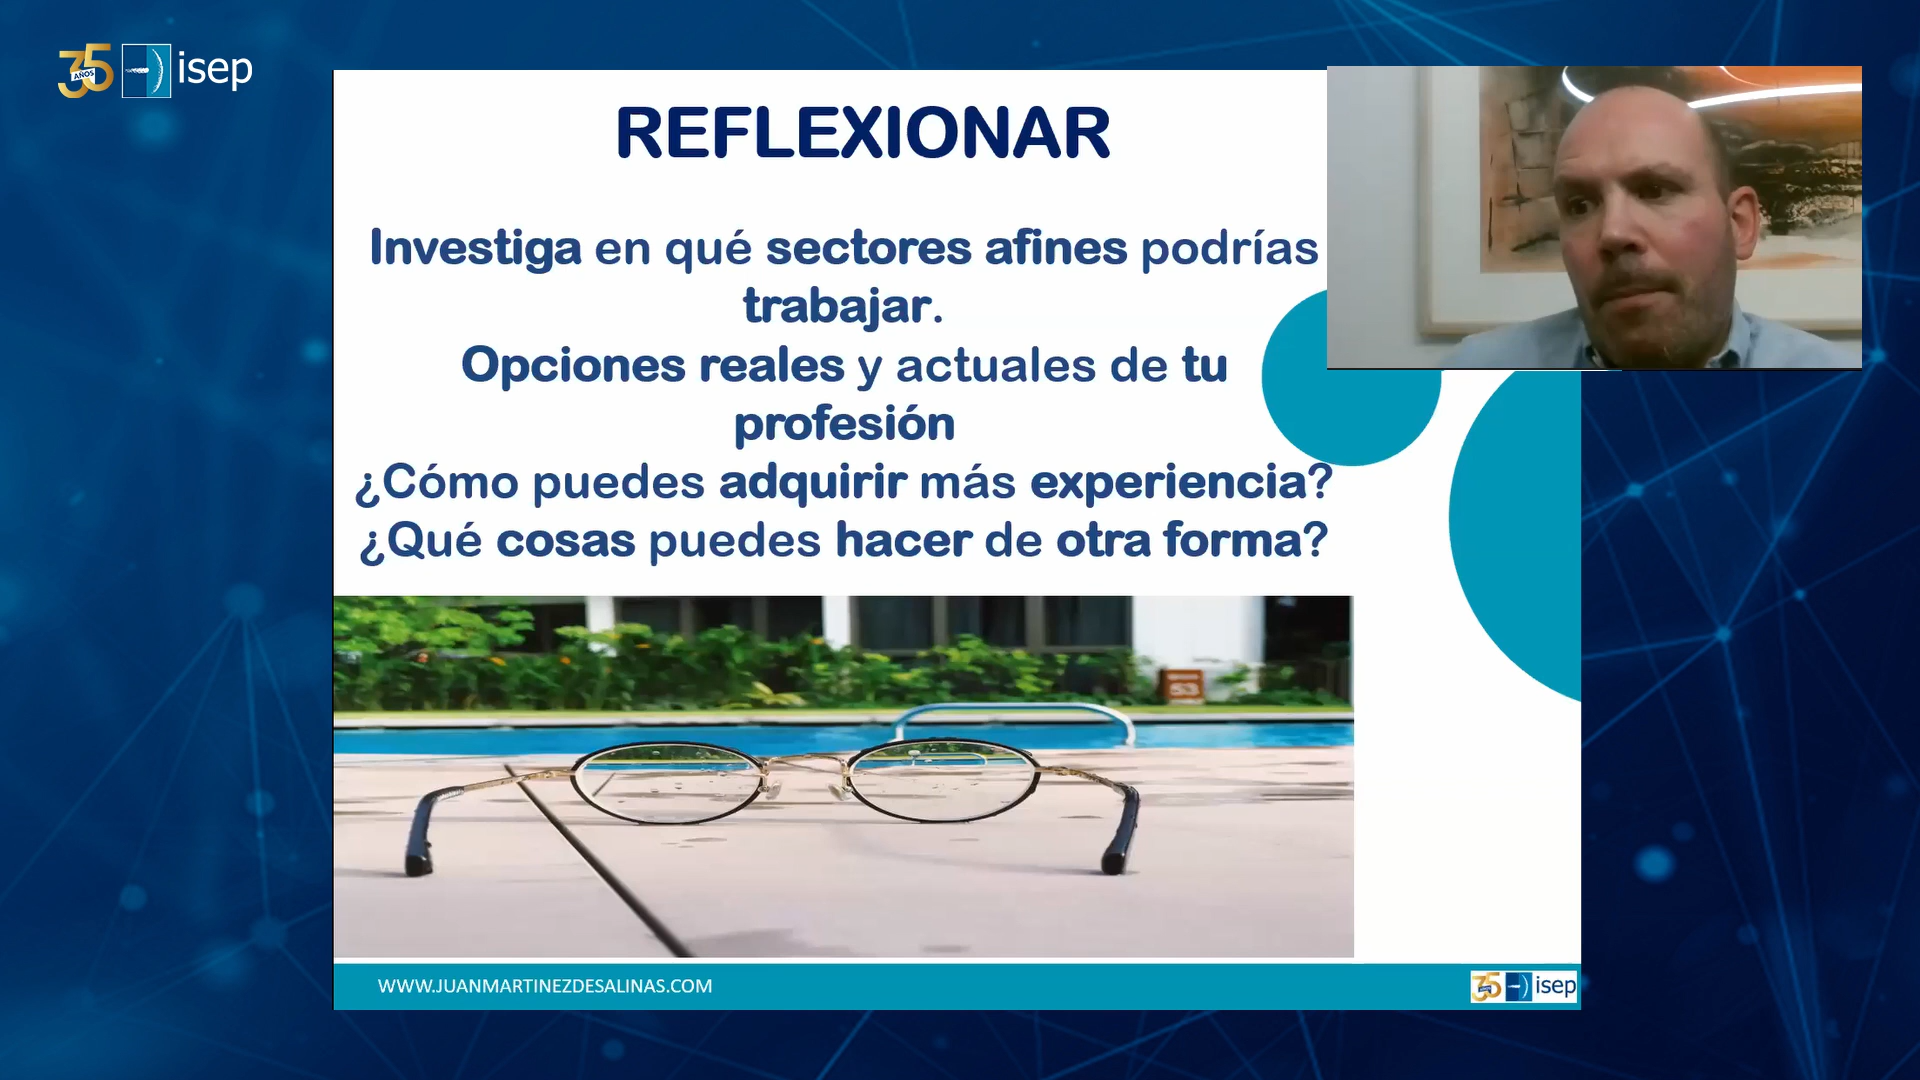 35
AÑOS
isep
REFLEXIONAR
Investiga en qué sectores afines podrías
trabajar.
Opciones reales y actuales de tu
profesión
¿Cómo puedes adquirir más experiencia?
¿Qué cosas puedes hacer de otra forma?
53
WWW.JUANMARTINEZDESALINAS.COM
35
isep